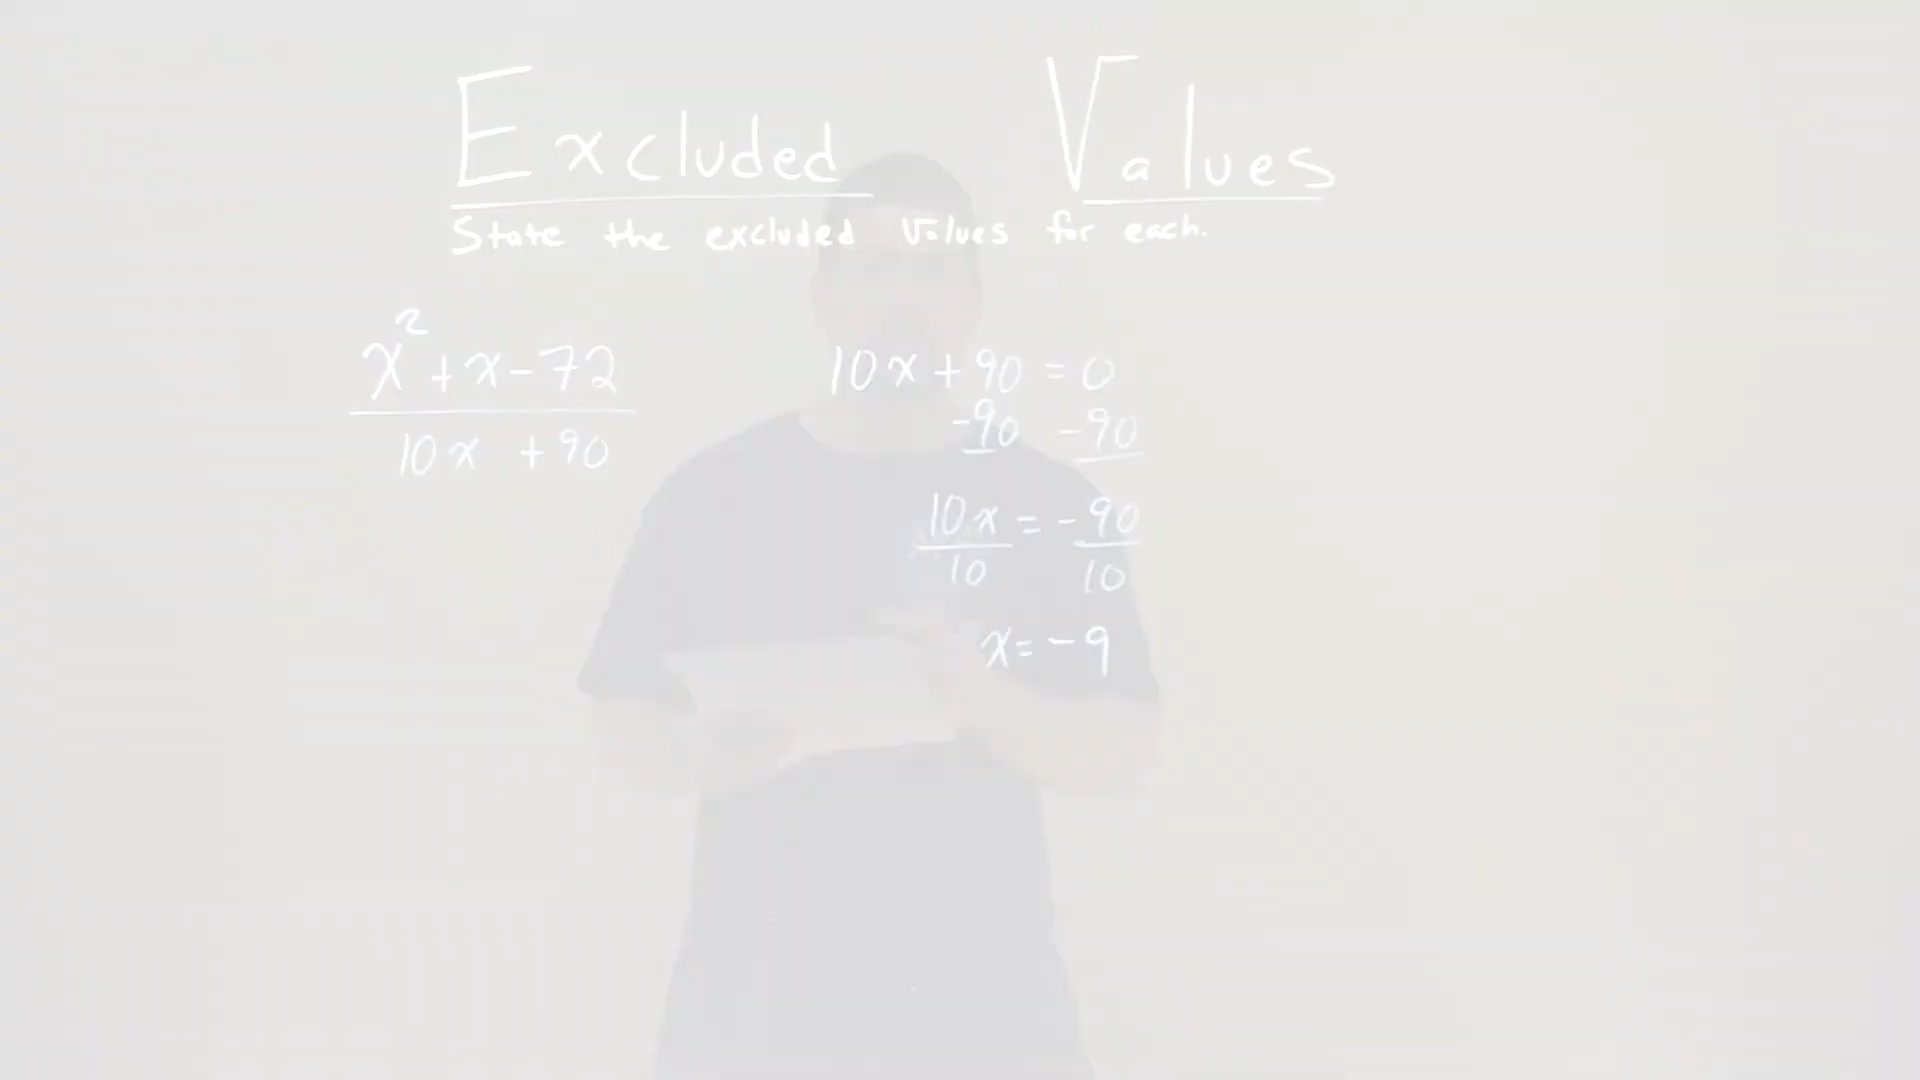 Excluded Values
State the excluded values for each.
x²+x-72
10x +90
10x+90=0
-90 -90
10x=-90
10 10
x=-9